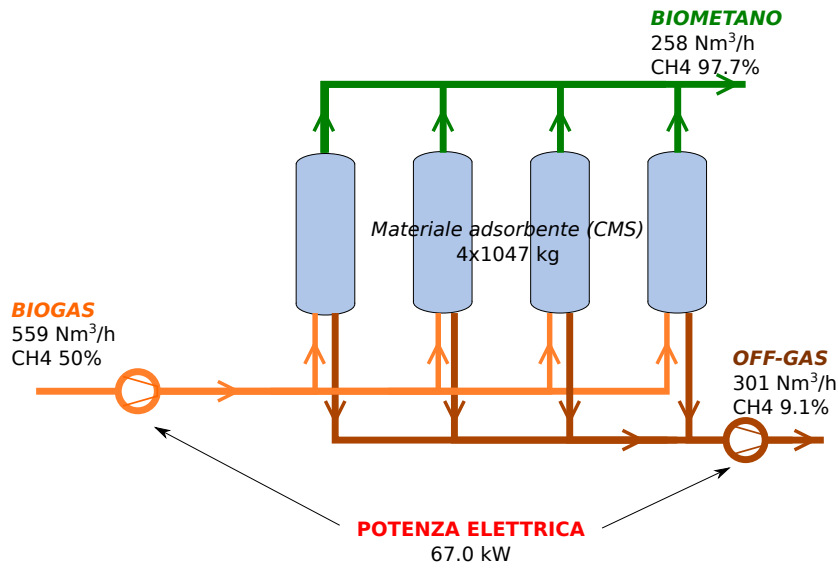 BIOMETANO
258 Nm³/h
CH4 97.7%
Materiale adsorbente (CMS)
4x1047 kg
BIOGAS
559 Nm³/h
CH4 50%
OFF-GAS
301 Nm³/h
CH4 9.1%
POTENZA ELETTRICA
67.0 kW